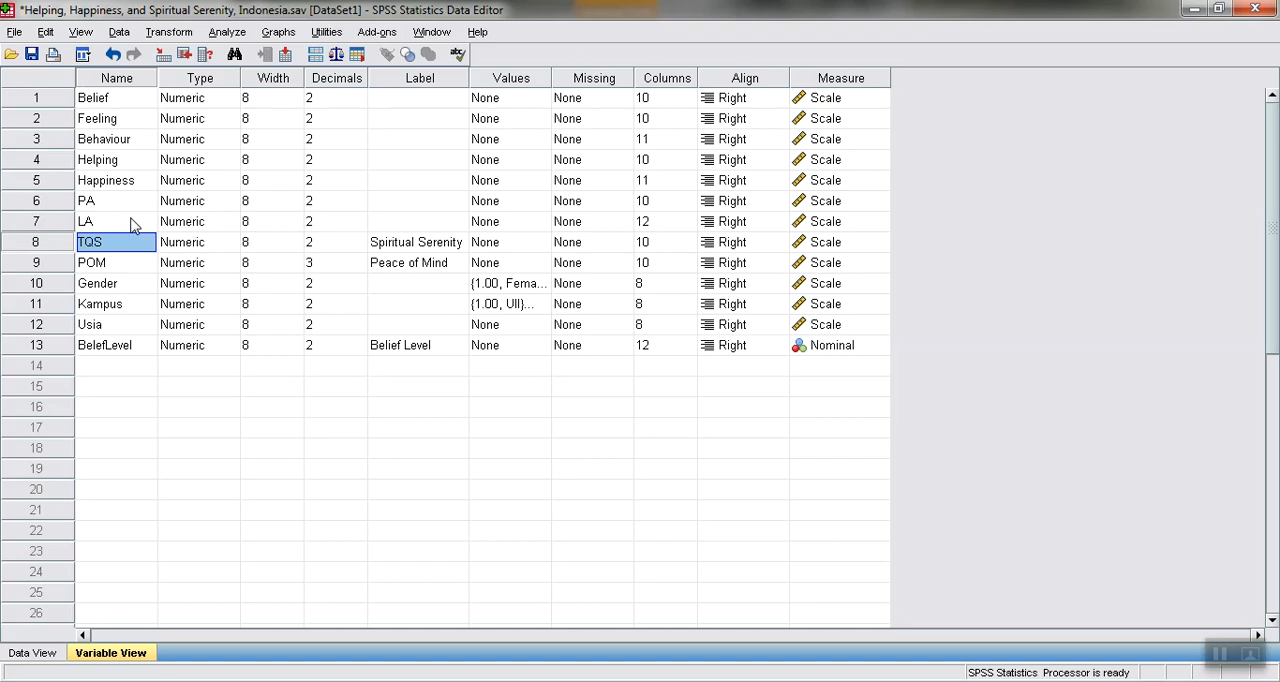 *Helping, Happiness, and Spiritual Serenity, Indonesia.sav [DataSet1] - SPSS Statistics Data Editor
File Edit View Data Transform Analyze Graphs Utilities Add-ons Window Help
Name Type Width Decimals Label Values Missing Columns Align Measure
1 Belief Numeric 8 2 None None 10 Right Scale
2 Feeling Numeric 8 2 None None 10 Right Scale
3 Behaviour Numeric 8 2 None None 11 Right Scale
4 Helping Numeric 8 2 None None 10 Right Scale
5 Happiness Numeric 8 2 None None 11 Right Scale
6 PA Numeric 8 2 None None 10 Right Scale
7 LA Numeric 8 2 None None 12 Right Scale
8 TQS Numeric 8 2 Spiritual Serenity None None 10 Right Scale
9 POM Numeric 8 3 Peace of Mind None None 10 Right Scale
10 Gender Numeric 8 2 {1.00, Fema... None 8 Right Scale
11 Kampus Numeric 8 2 {1.00, UII}... None 8 Right Scale
12 Usia Numeric 8 2 None None 8 Right Scale
13 BelefLevel Numeric 8 2 Belief Level None None 12 Right Nominal
14
15
16
17
18
19
20
21
22
23
24
25
26
Data View Variable View
SPSS Statistics Processor is ready